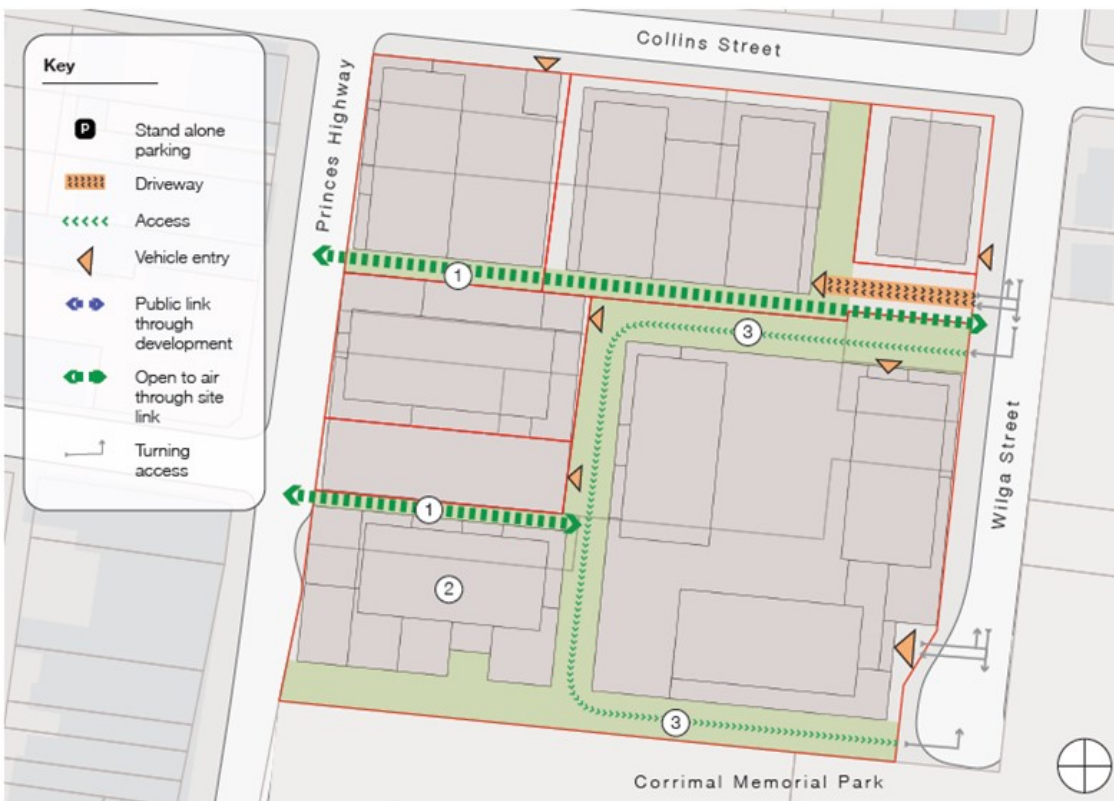 Collins Street
Key
P
Stand alone
parking
Driveway
Access
Vehicle entry
Public link
through
development
Open to air
through site
link
Turning
access
Princes Highway
1
3
1
2
3
Wilga Street
Corrimal Memorial Park